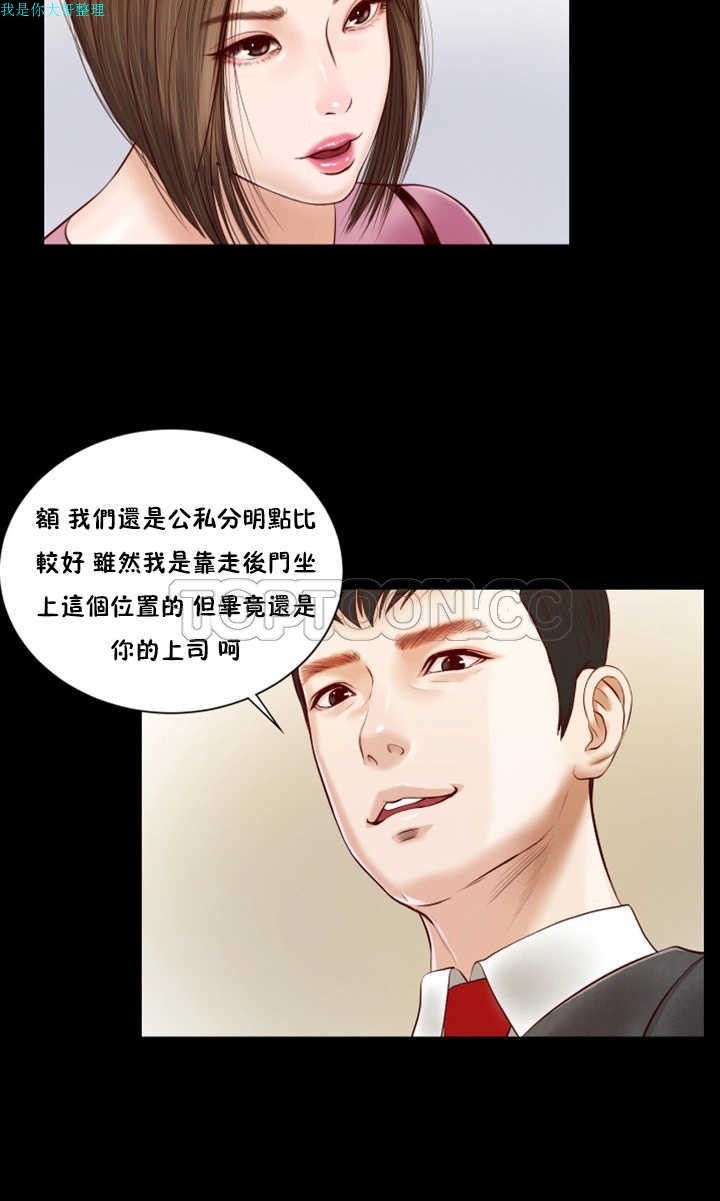 我是你大哥整理
額 我們還是公私分明點比
較好 雖然我是靠走後門坐
上這個位置的 但畢竟還是
你的上司 呵
TOPTOON.CC